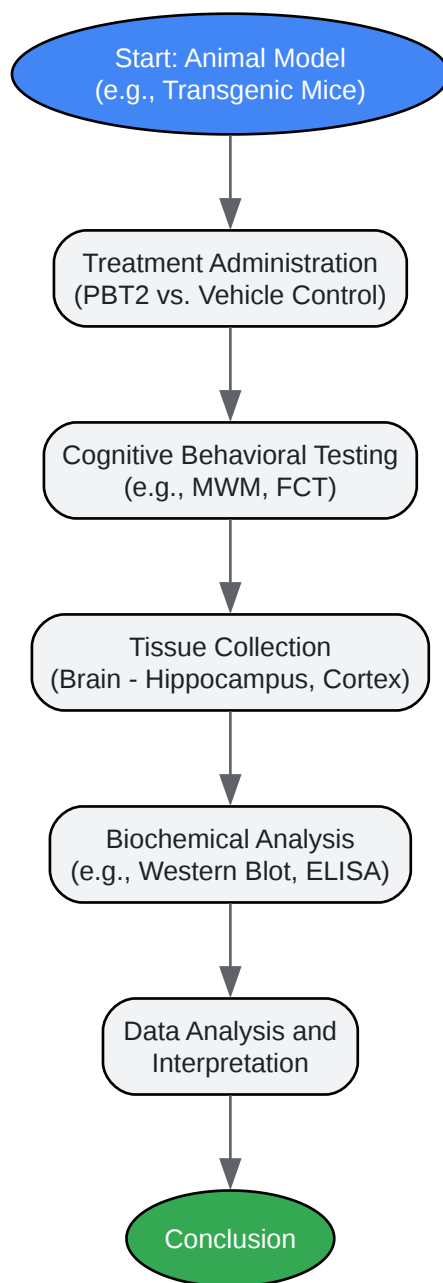 Start: Animal Model
(e.g., Transgenic Mice)
Treatment Administration
(PBT2 vs. Vehicle Control)
Cognitive Behavioral Testing
(e.g., MWM, FCT)
Tissue Collection
(Brain - Hippocampus, Cortex)
Biochemical Analysis
(e.g., Western Blot, ELISA)
Data Analysis and
Interpretation
Conclusion